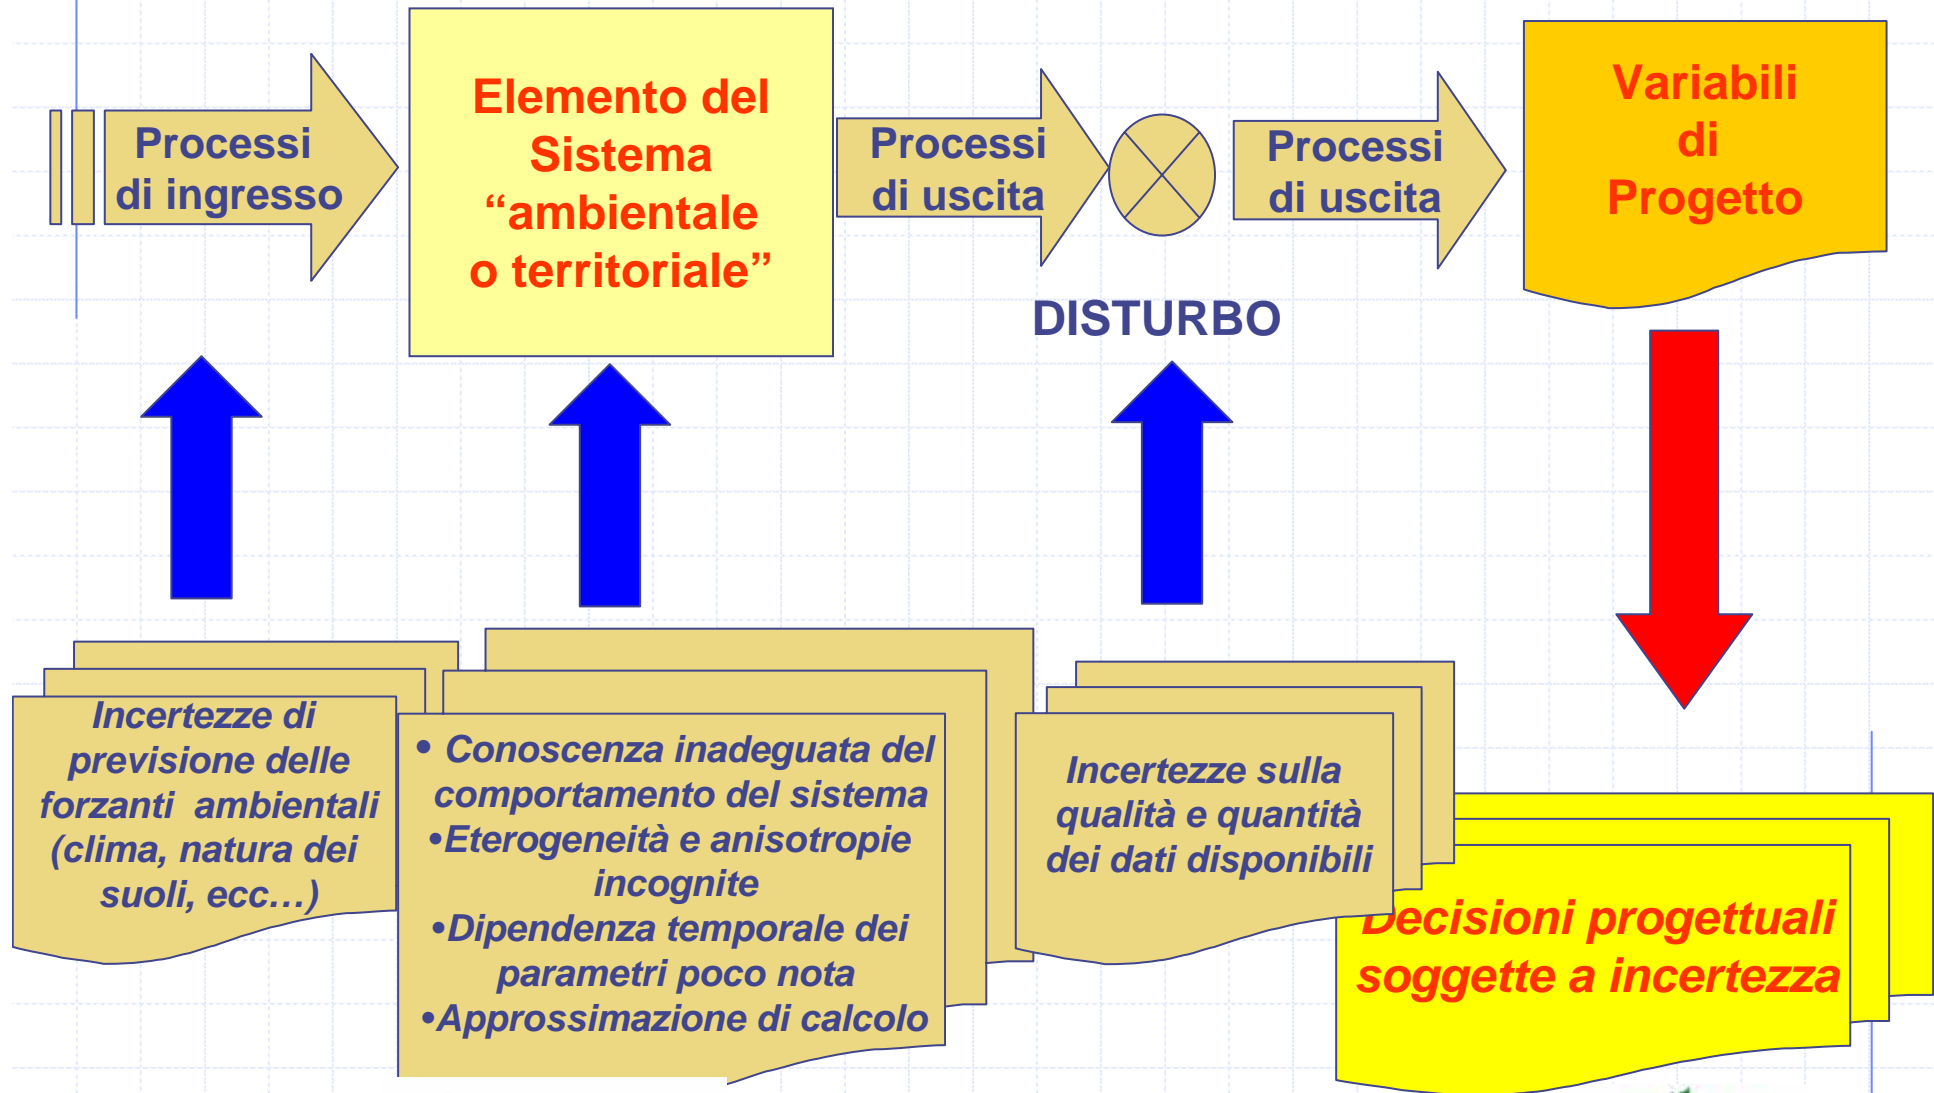 Processi
di ingresso
Elemento del
Sistema
“ambientale
o territoriale”
Processi
di uscita
Processi
di uscita
Variabili
di
Progetto
DISTURBO
Incertezze di
previsione delle
forzanti ambientali
(clima, natura dei
suoli, ecc…)
• Conoscenza inadeguata del
comportamento del sistema
•Eterogeneità e anisotropie
incognite
•Dipendenza temporale dei
parametri poco nota
•Approssimazione di calcolo
Incertezze sulla
qualità e quantità
dei dati disponibili
Decisioni progettuali
soggette a incertezza